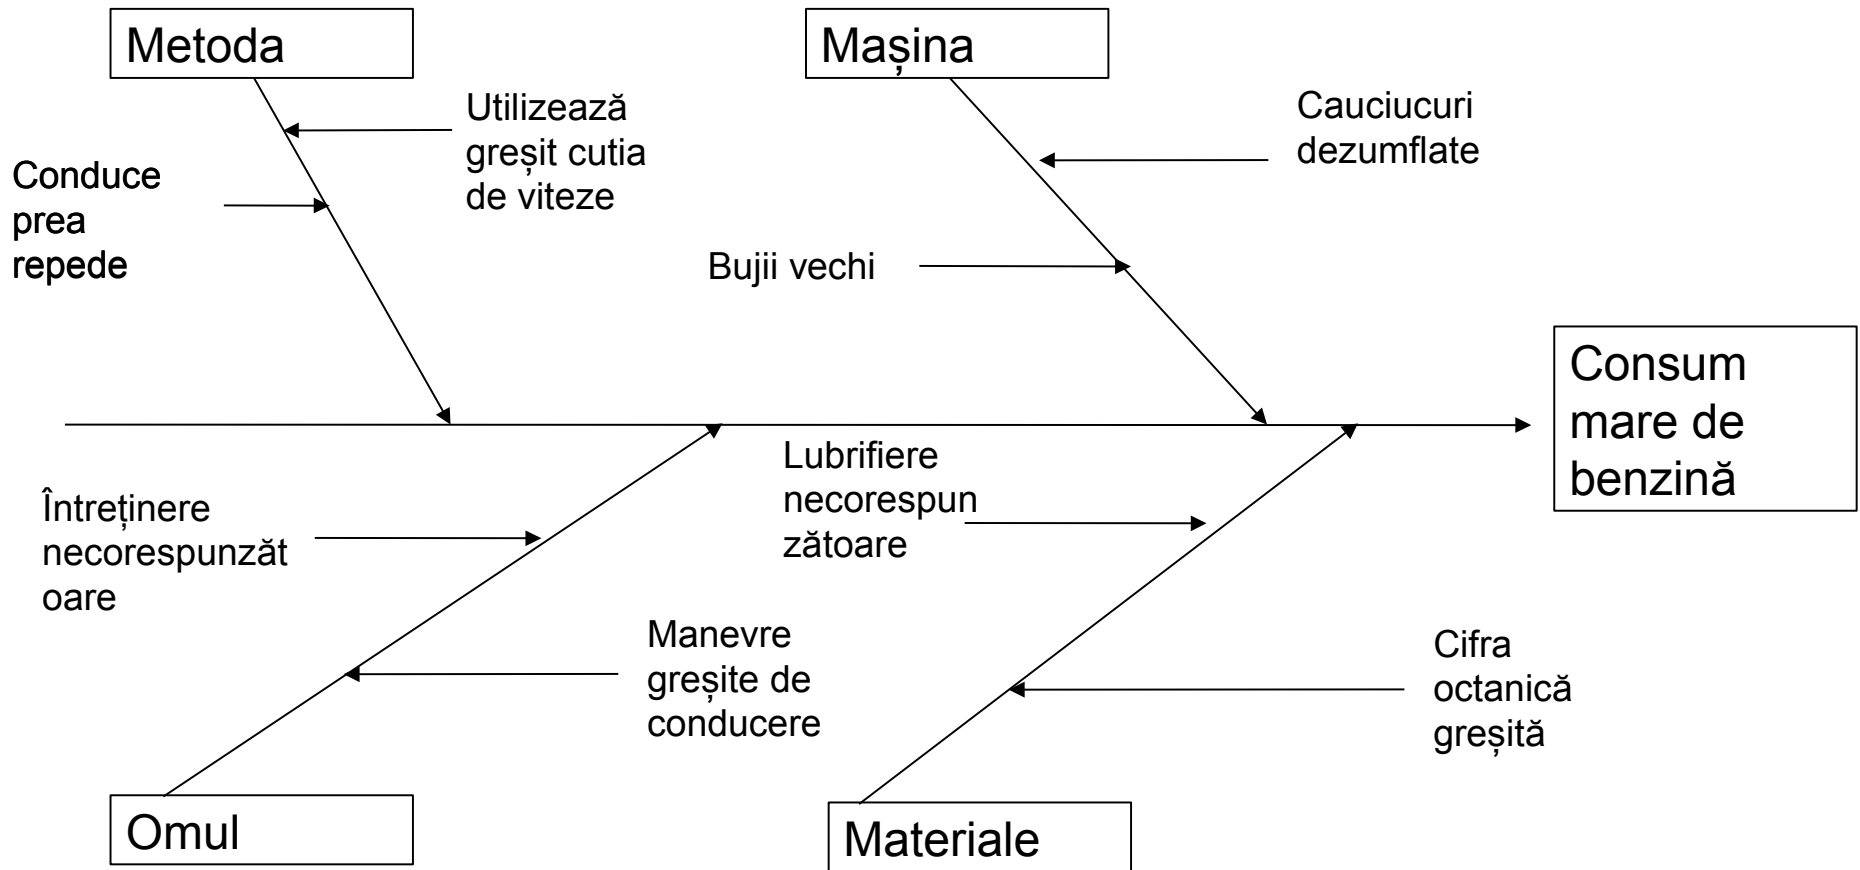 Metoda
Mașina
Utilizează
greșit cutia
de viteze
Cauciucuri
dezumflate
Conduce
prea
repede
Bujii vechi
Consum
mare de
benzină
Lubrifiere
necorespun
zătoare
Întreținere
necorespunzăt
oare
Manevre
greșite de
conducere
Cifra
octanică
greșită
Omul
Materiale